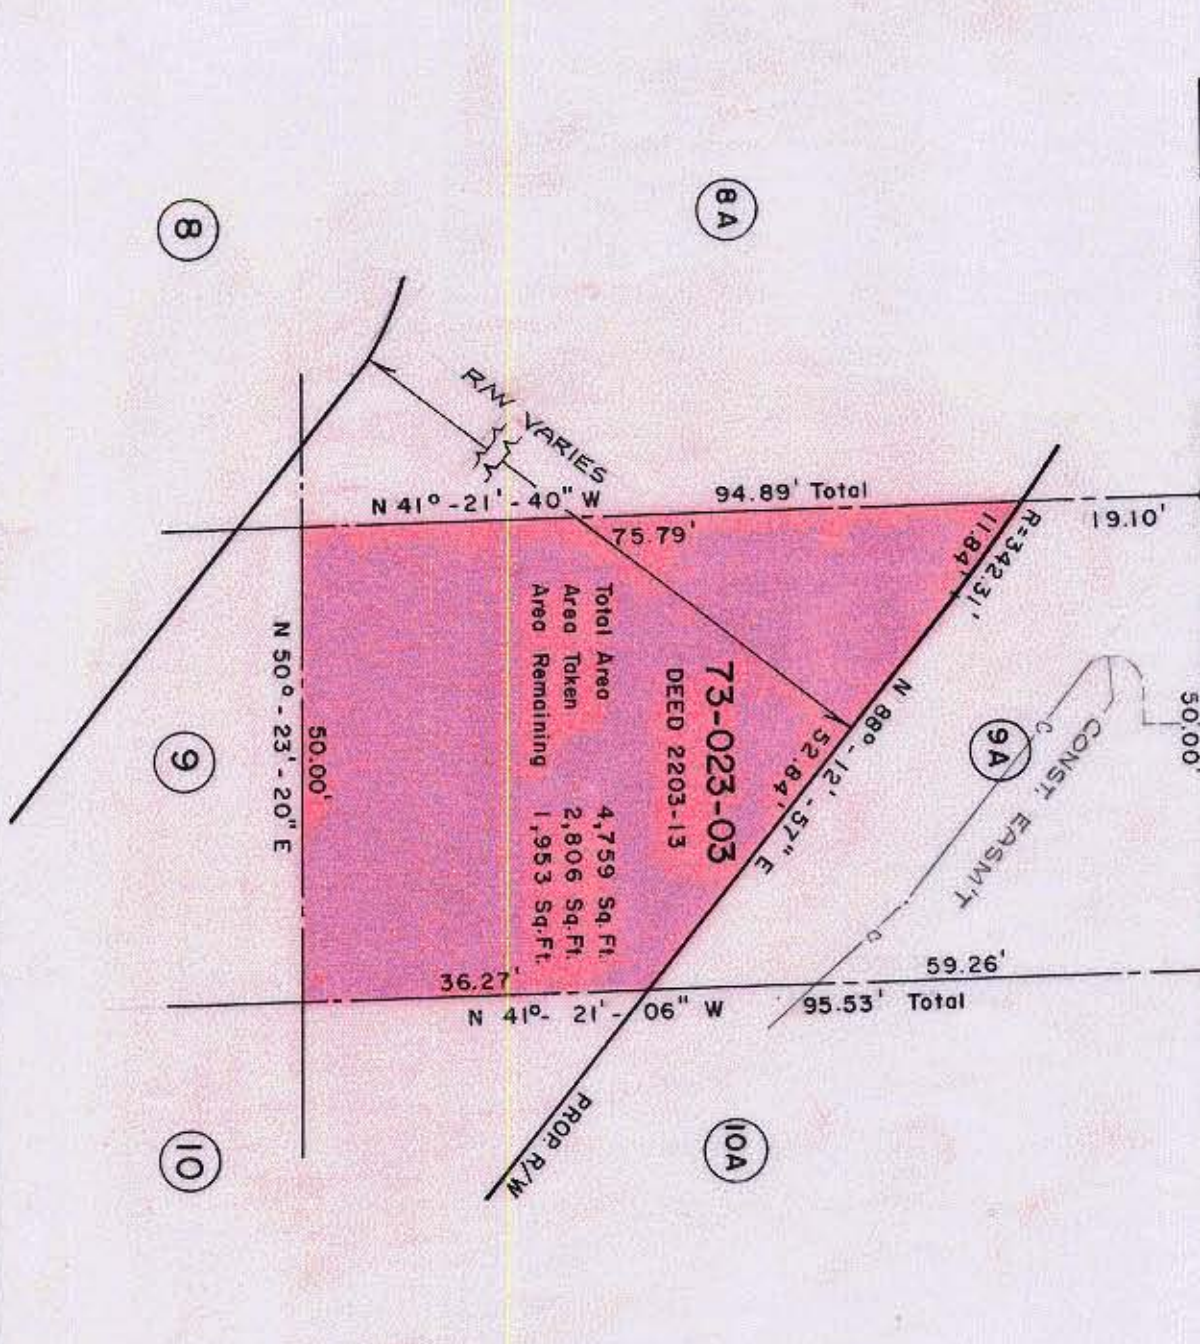 8
8A
R/W VARIES
N 41° - 21' - 40" W
94.89' Total
75.79'
19.10'
R=342.31'
11.84'
Total Area 4,759 Sq. Ft.
Area Taken 2,806 Sq. Ft.
Area Remaining 1,953 Sq. Ft.
73-023-03
DEED 2203-13
N 50° - 23' - 20" E
50.00'
N 88° - 12' - 57" E
52.84'
9
9A
CONST. EASM'T
50.00'
36.27'
59.26'
N 41° - 21' - 06" W
95.53' Total
PROP. R/W
10
10A